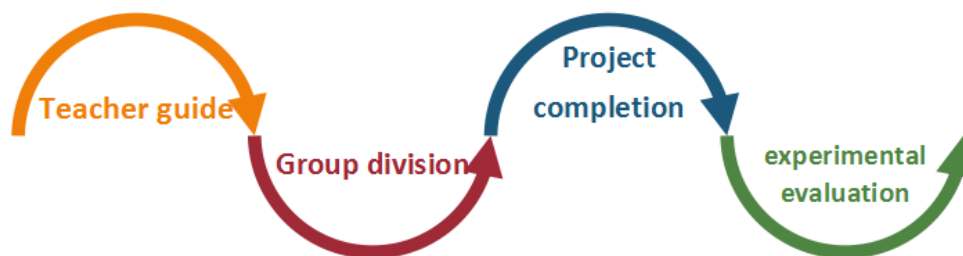 Teacher guide
Group division
Project
completion
experimental
evaluation